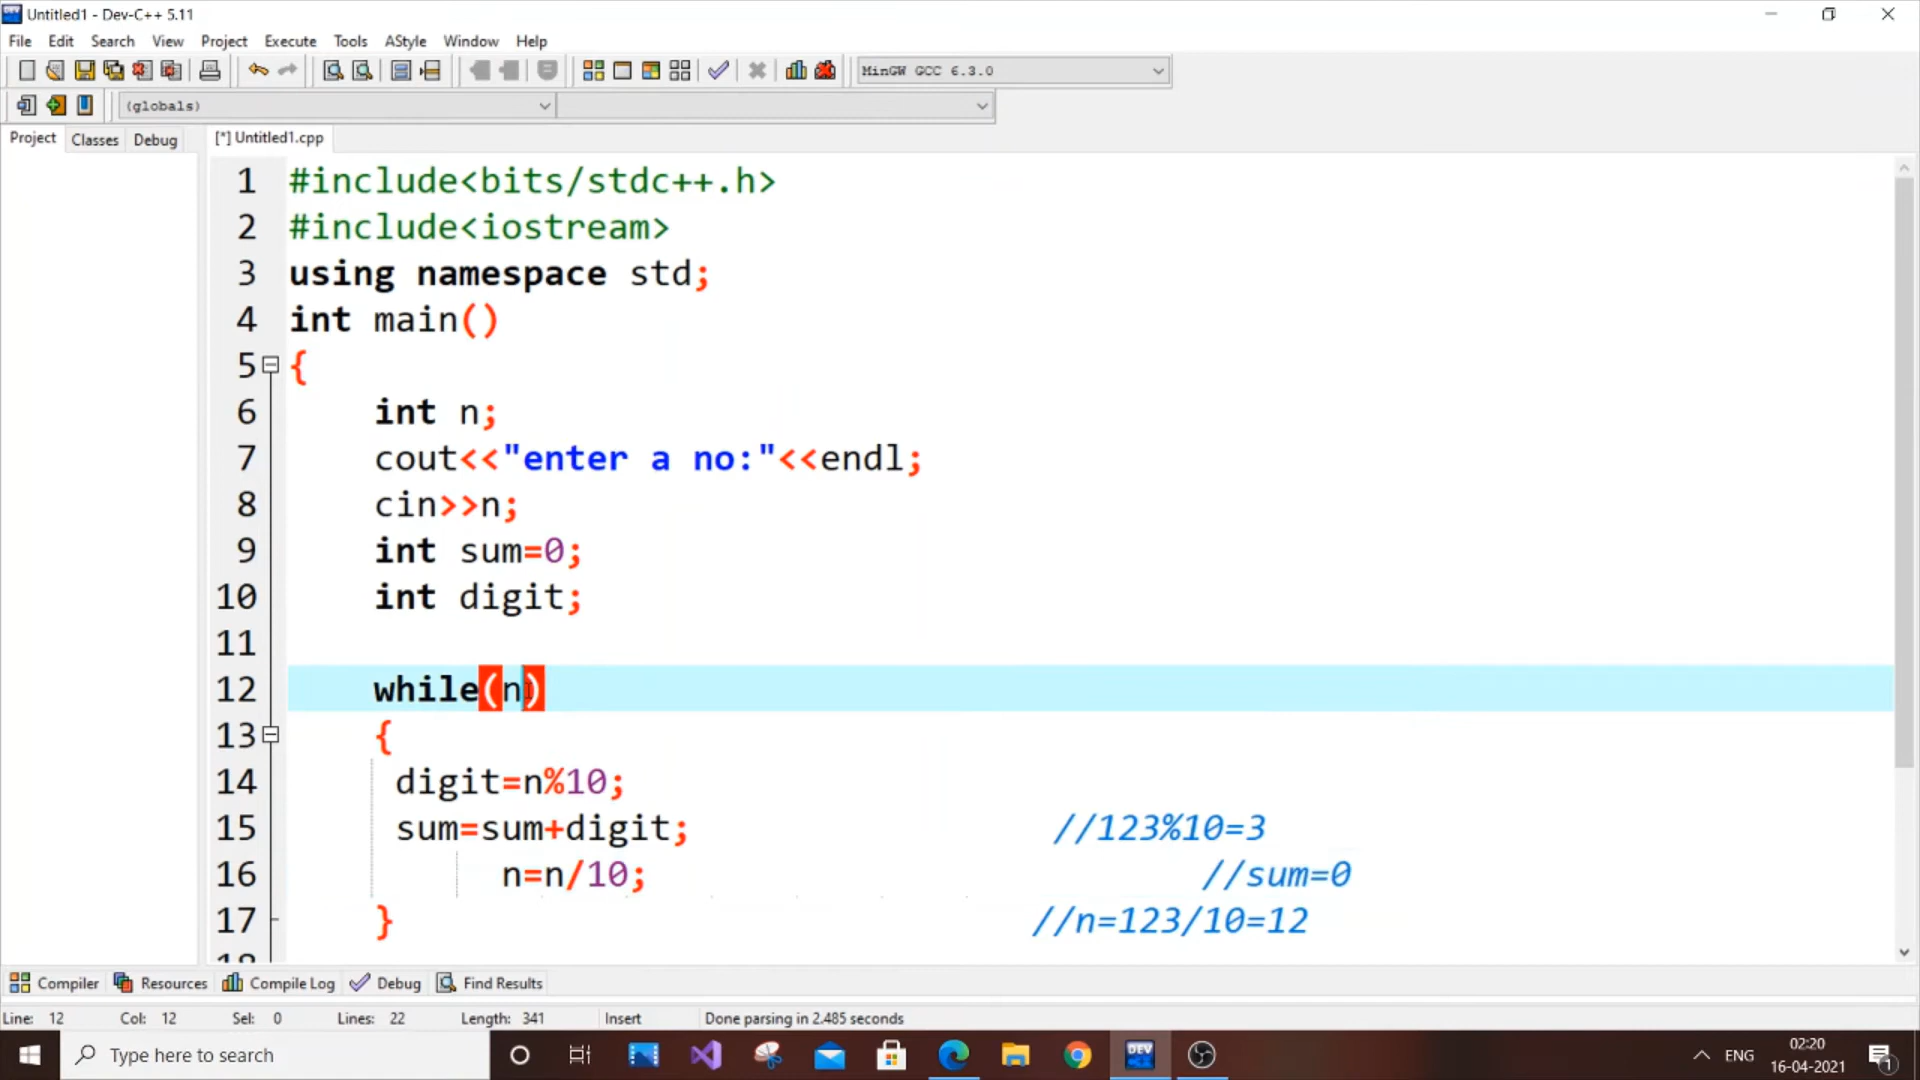 Untitled1 - Dev-C++ 5.11
File Edit Search View Project Execute Tools AStyle Window Help
MinGW GCC 6.3.0
(globals)
Project Classes Debug [*] Untitled1.cpp
1 #include<bits/stdc++.h>
2 #include<iostream>
3 using namespace std;
4 int main()
5 {
6 int n;
7 cout<<"enter a no:"<<endl;
8 cin>>n;
9 int sum=0;
10 int digit;
11
12 while(n)
13 {
14 digit=n%10;
15 sum=sum+digit; //123%10=3
16 n=n/10; //sum=0
17 } //n=123/10=12
18
Compiler Resources Compile Log Debug Find Results
Line: 12 Col: 12 Sel: 0 Lines: 22 Length: 341 Insert Done parsing in 2.485 seconds
Type here to search DEV ENG 02:20
16-04-2021 1